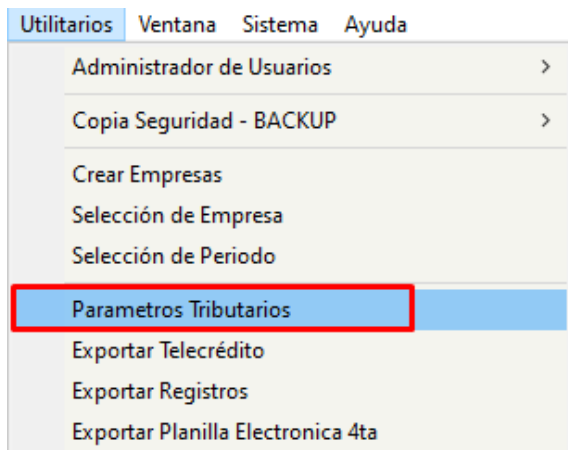 Utilitarios Ventana Sistema Ayuda
Administrador de Usuarios >
Copia Seguridad - BACKUP >
Crear Empresas
Selección de Empresa
Selección de Periodo
Parametros Tributarios
Exportar Telecrédito
Exportar Registros
Exportar Planilla Electronica 4ta